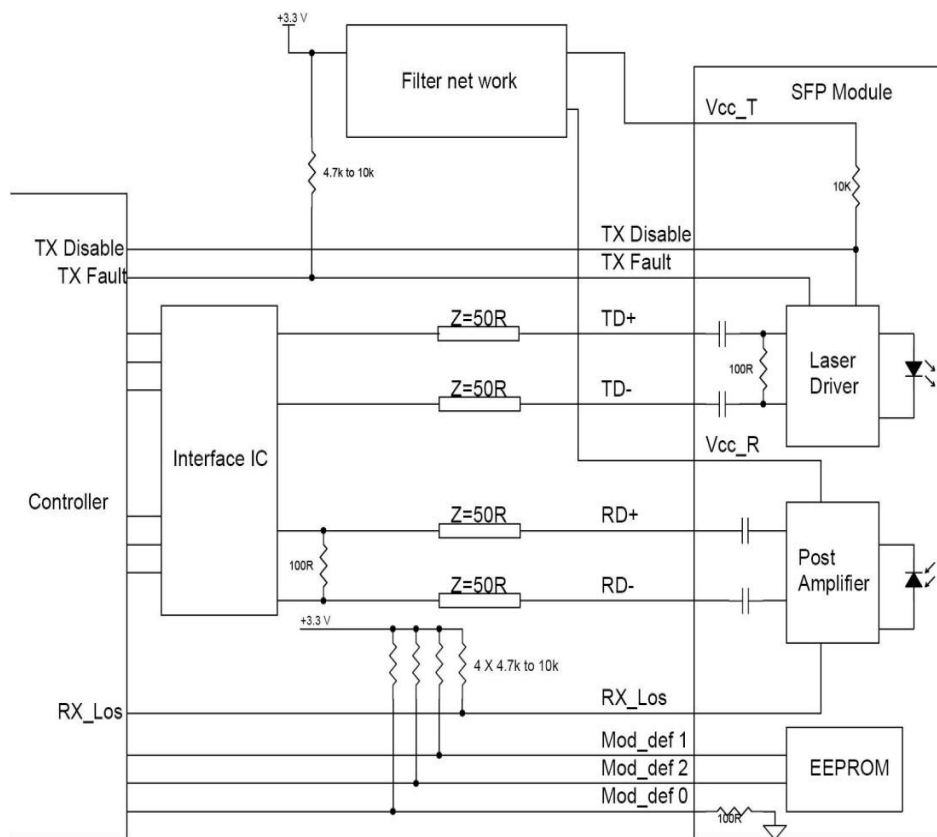 +3.3 V
Filter net work
SFP Module
Vcc_T
4.7k to 10k
10K
TX Disable
TX Disable
TX Fault
TX Fault
Z=50R
TD+
100R
Laser
Driver
Z=50R
TD-
Interface IC
Vcc_R
Controller
Z=50R
RD+
100R
Post
Amplifier
Z=50R
RD-
+3.3 V
4 X 4.7k to 10k
RX_Los
RX_Los
Mod_def 1
EEPROM
Mod_def 2
Mod_def 0
100R